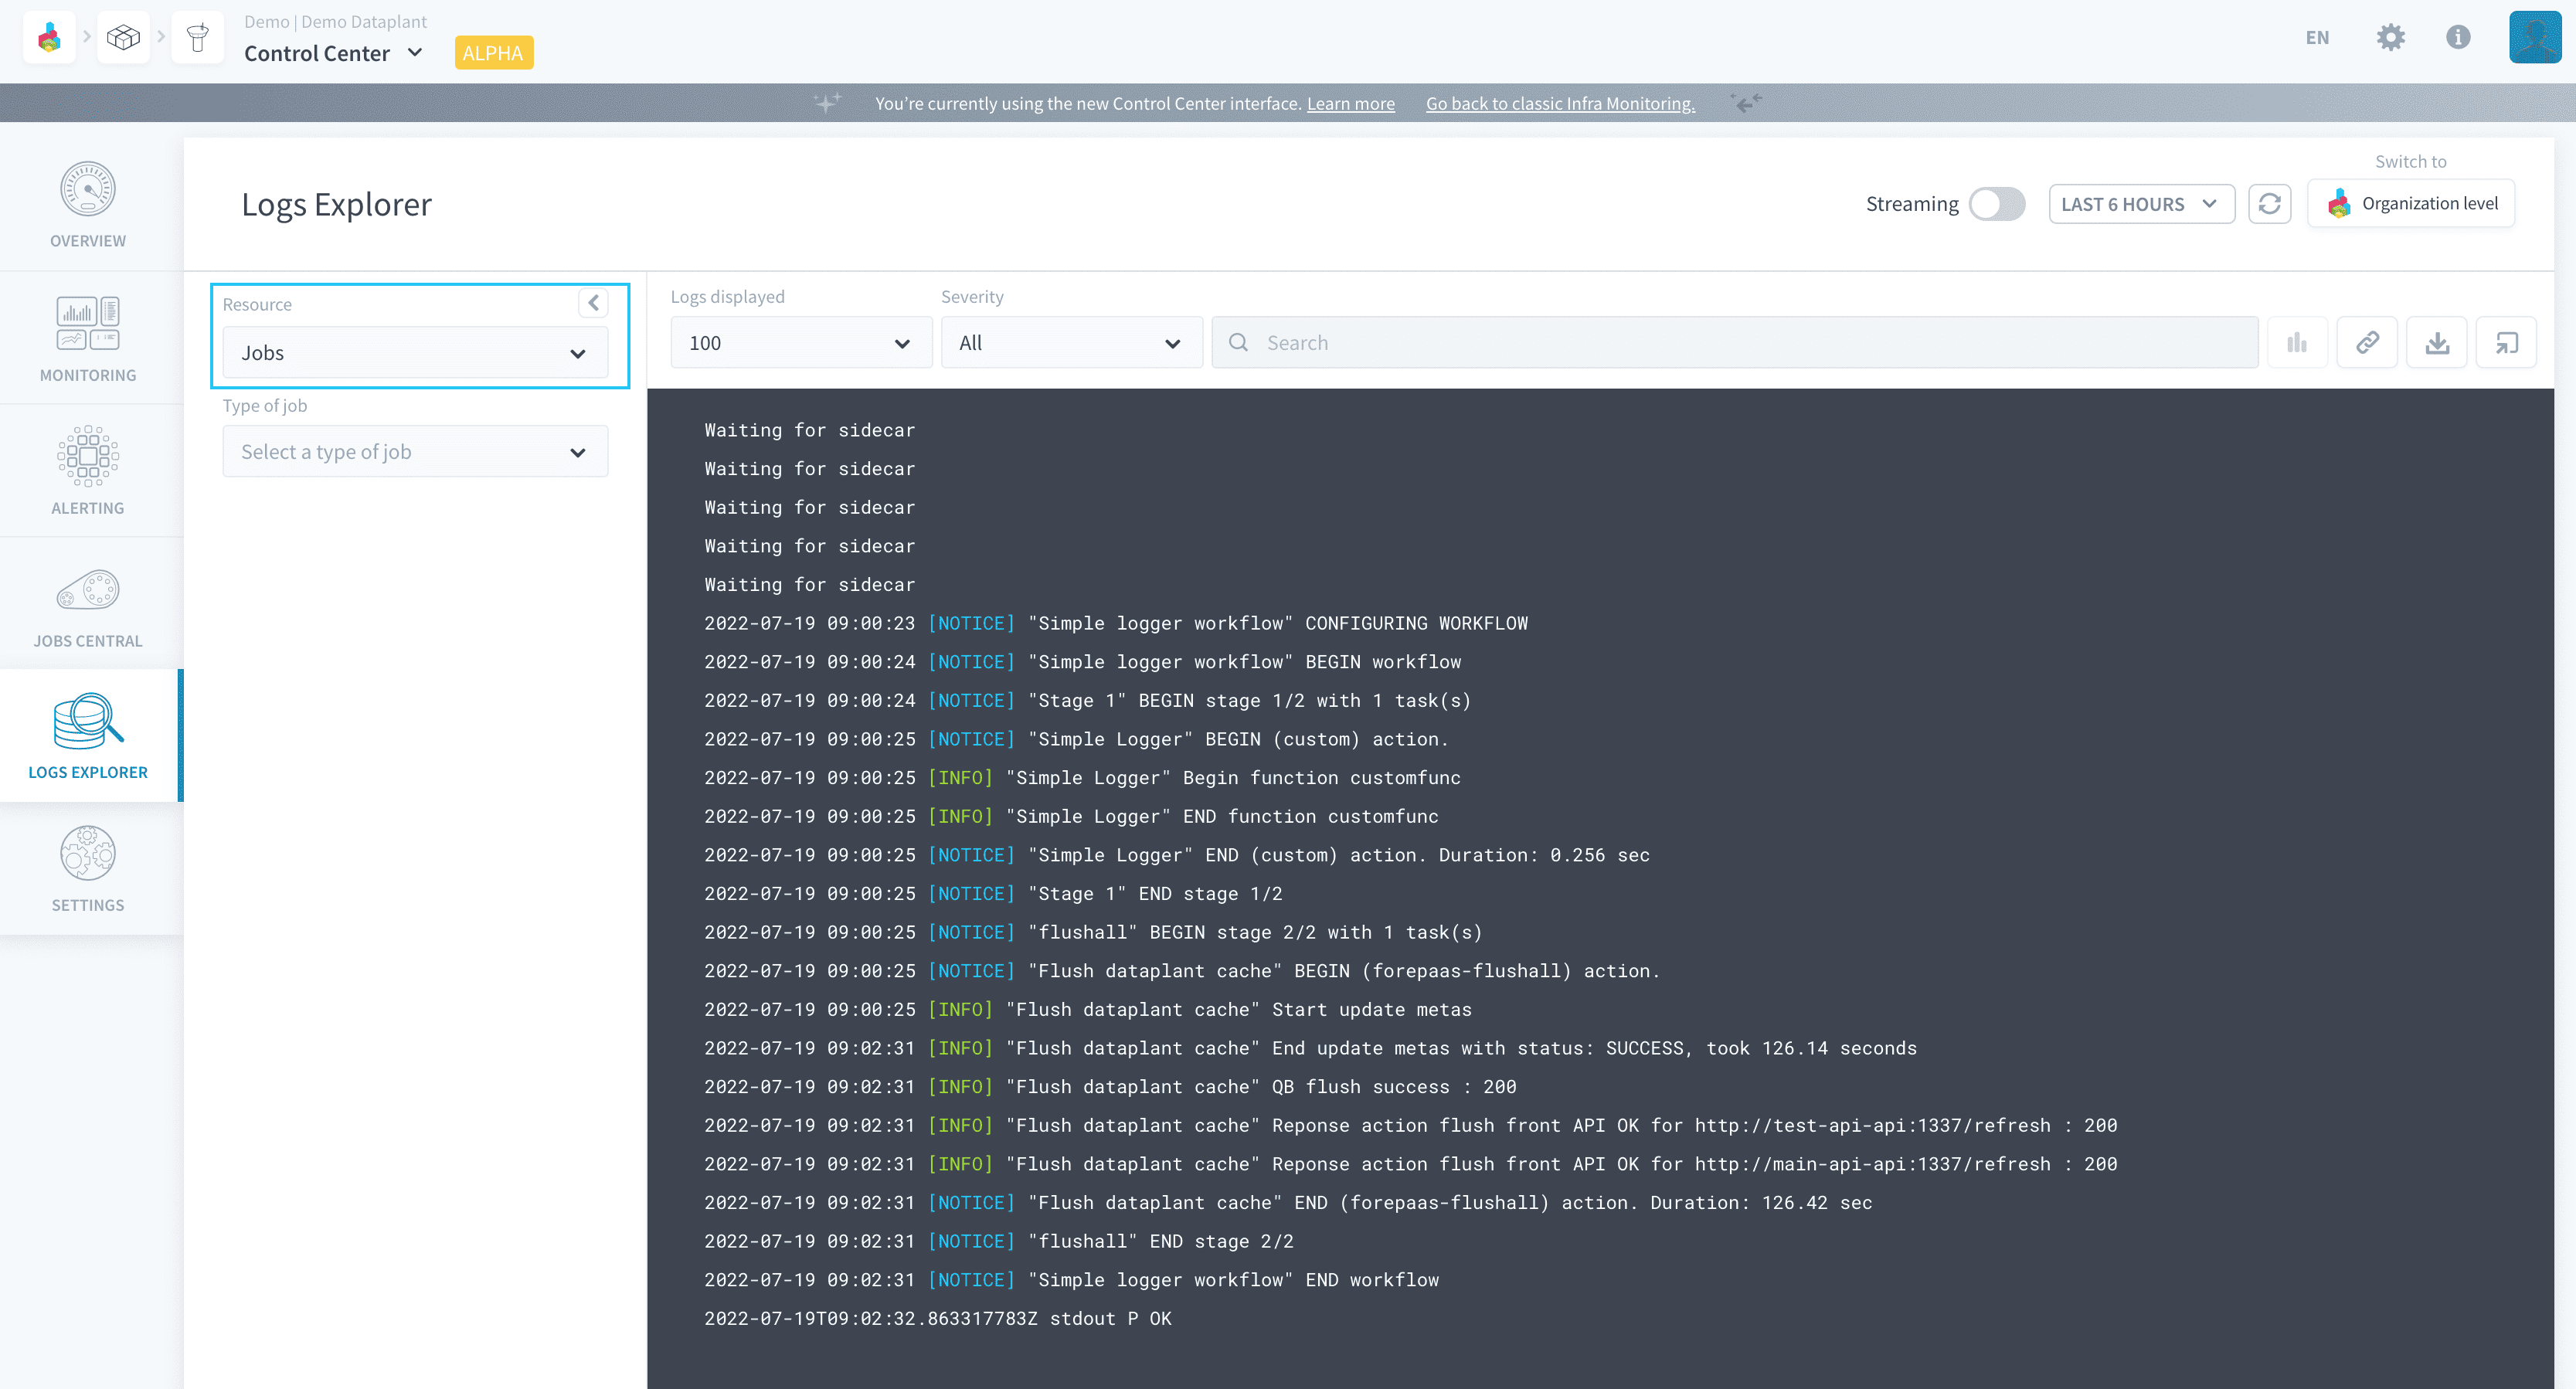 Demo | Demo Dataplant
Control Center
ALPHA
EN
You’re currently using the new Control Center interface. Learn more
Go back to classic Infra Monitoring.
OVERVIEW
MONITORING
ALERTING
JOBS CENTRAL
LOGS EXPLORER
SETTINGS
Logs Explorer
Streaming
LAST 6 HOURS
Switch to
Organization level
Resource
Jobs
Type of job
Select a type of job
Logs displayed
100
Severity
All
Search
Waiting for sidecar
Waiting for sidecar
Waiting for sidecar
Waiting for sidecar
Waiting for sidecar
2022-07-19 09:00:23 [NOTICE] "Simple logger workflow" CONFIGURING WORKFLOW
2022-07-19 09:00:24 [NOTICE] "Simple logger workflow" BEGIN workflow
2022-07-19 09:00:24 [NOTICE] "Stage 1" BEGIN stage 1/2 with 1 task(s)
2022-07-19 09:00:25 [NOTICE] "Simple Logger" BEGIN (custom) action.
2022-07-19 09:00:25 [INFO] "Simple Logger" Begin function customfunc
2022-07-19 09:00:25 [INFO] "Simple Logger" END function customfunc
2022-07-19 09:00:25 [NOTICE] "Simple Logger" END (custom) action. Duration: 0.256 sec
2022-07-19 09:00:25 [NOTICE] "Stage 1" END stage 1/2
2022-07-19 09:00:25 [NOTICE] "flushall" BEGIN stage 2/2 with 1 task(s)
2022-07-19 09:00:25 [NOTICE] "Flush dataplant cache" BEGIN (forepaas-flushall) action.
2022-07-19 09:00:25 [INFO] "Flush dataplant cache" Start update metas
2022-07-19 09:02:31 [INFO] "Flush dataplant cache" End update metas with status: SUCCESS, took 126.14 seconds
2022-07-19 09:02:31 [INFO] "Flush dataplant cache" QB flush success : 200
2022-07-19 09:02:31 [INFO] "Flush dataplant cache" Reponse action flush front API OK for http://test-api-api:1337/refresh : 200
2022-07-19 09:02:31 [INFO] "Flush dataplant cache" Reponse action flush front API OK for http://main-api-api:1337/refresh : 200
2022-07-19 09:02:31 [NOTICE] "Flush dataplant cache" END (forepaas-flushall) action. Duration: 126.42 sec
2022-07-19 09:02:31 [NOTICE] "flushall" END stage 2/2
2022-07-19 09:02:31 [NOTICE] "Simple logger workflow" END workflow
2022-07-19T09:02:32.863317783Z stdout P OK